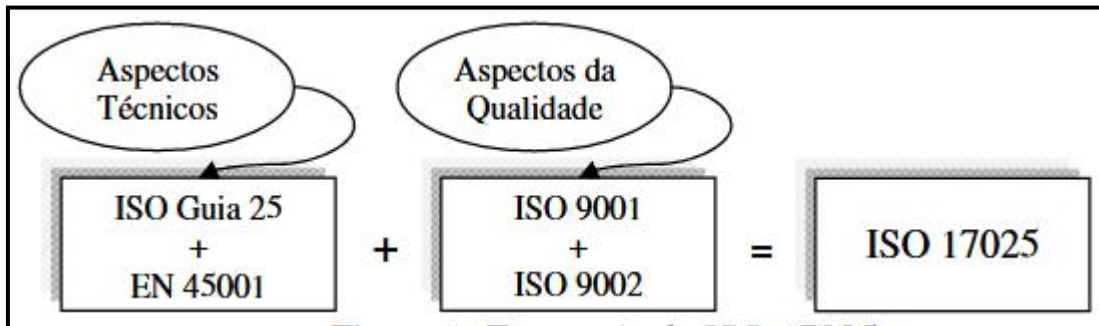 Aspectos
Técnicos
Aspectos da
Qualidade
ISO Guia 25
+
EN 45001
+
ISO 9001
+
ISO 9002
=
ISO 17025